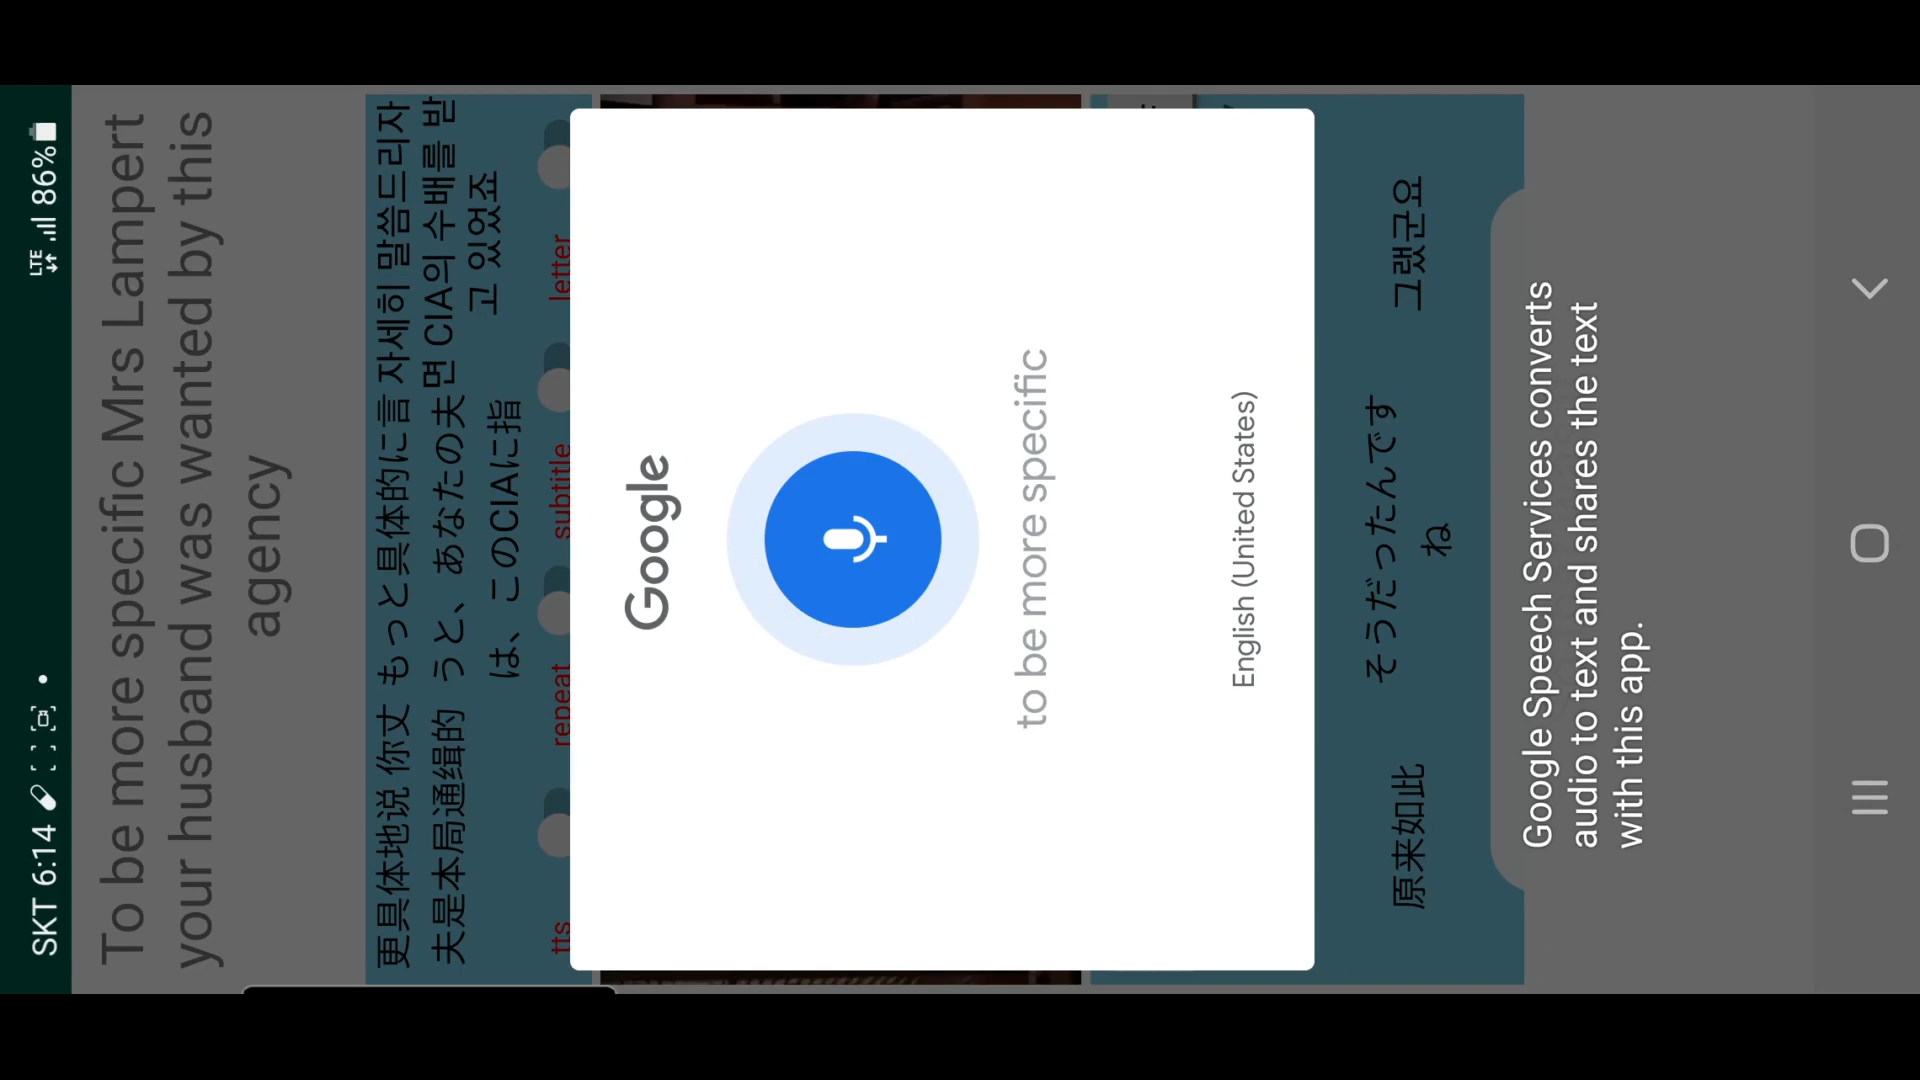 SKT 6:14
LTE
86%
To be more specific Mrs Lampert
your husband was wanted by this
agency
更具体地说 你丈
夫是本局通缉的
もっと具体的に言
うと、あなたの夫
は、このCIAに指
자세히 말씀드리자
면 CIA의 수배를 받
고 있었죠
tts
repeat
subtitle
letter
Google
to be more specific
English (United States)
原来如此
そうだったんです
ね
그랬군요
Google Speech Services converts
audio to text and shares the text
with this app.